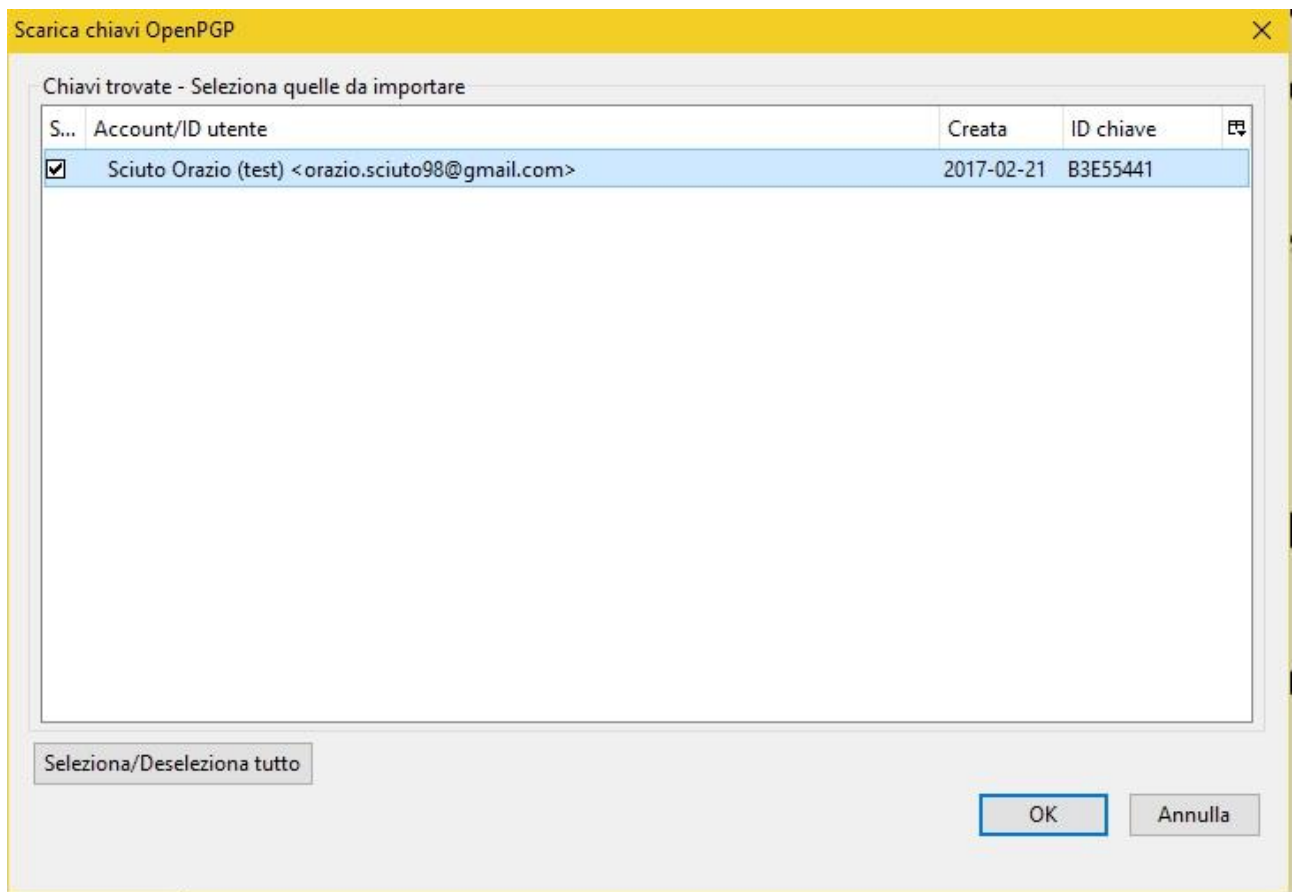 Scarica chiavi OpenPGP
Chiavi trovate - Seleziona quelle da importare
S... Account/ID utente Creata ID chiave
Sciuto Orazio (test) <orazio.sciuto98@gmail.com> 2017-02-21 B3E55441
Seleziona/Deseleziona tutto
OK Annulla